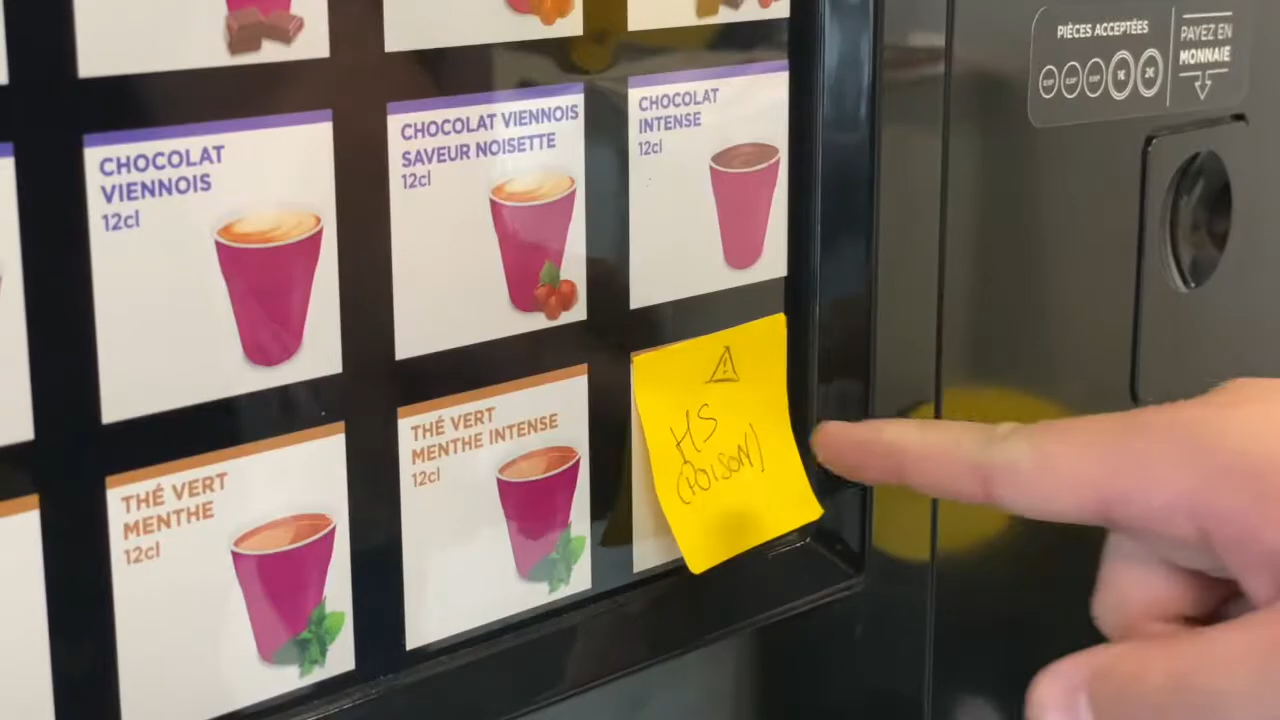 CHOCOLAT
VIENNOIS
12cl
CHOCOLAT VIENNOIS
SAVEUR NOISETTE
12cl
CHOCOLAT
INTENSE
12cl
THÉ VERT
MENTHE
12cl
THÉ VERT
MENTHE INTENSE
12cl
HS
(POISON)
PIÈCES ACCEPTÉES
1€ 2€
PAYEZ EN
MONNAIE